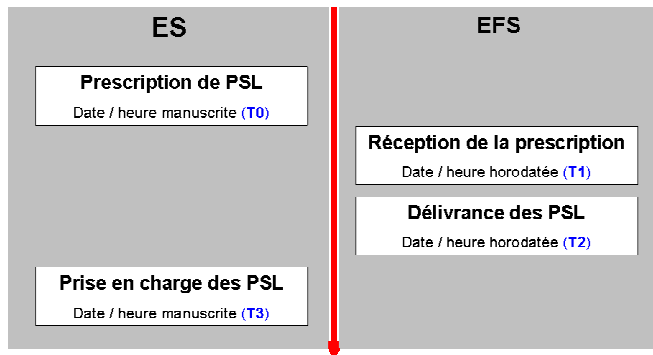 ES
EFS
Prescription de PSL
Date / heure manuscrite (T0)
Réception de la prescription
Date / heure horodatée (T1)
Délivrance des PSL
Date / heure horodatée (T2)
Prise en charge des PSL
Date / heure manuscrite (T3)